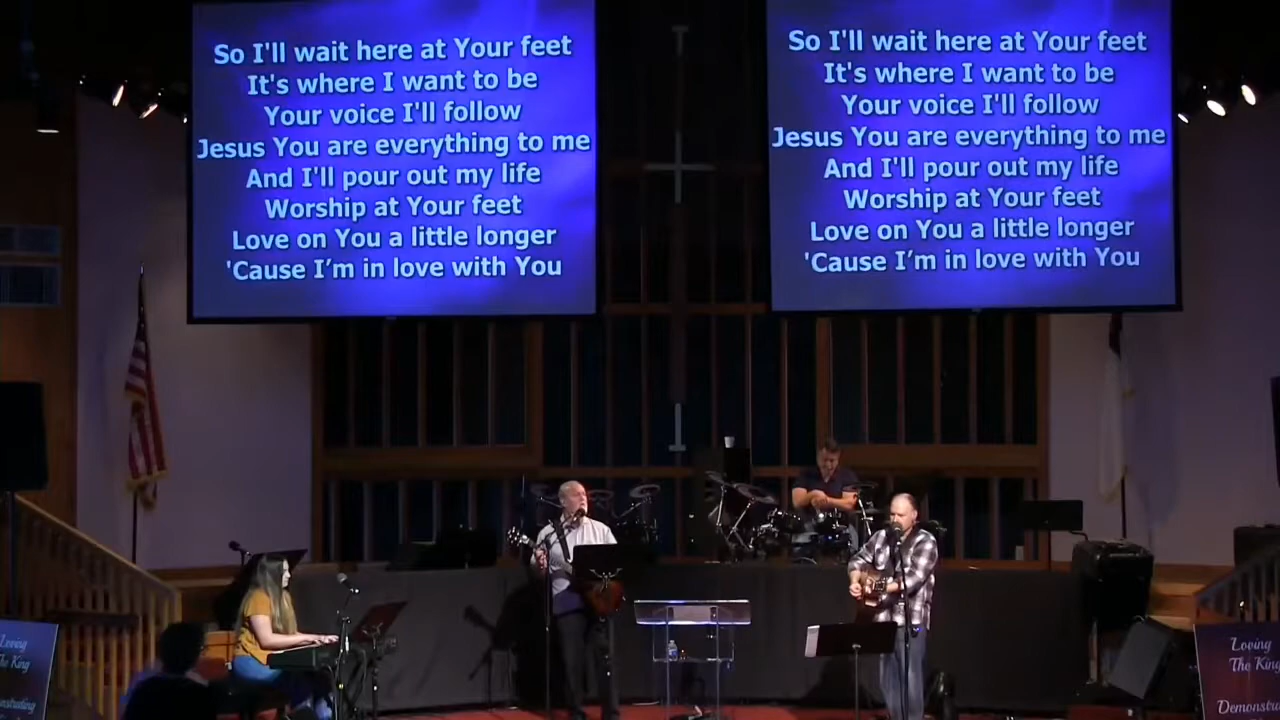 So I'll wait here at Your feet
It's where I want to be
Your voice I'll follow
Jesus You are everything to me
And I'll pour out my life
Worship at Your feet
Love on You a little longer
'Cause I’m in love with You
So I'll wait here at Your feet
It's where I want to be
Your voice I'll follow
Jesus You are everything to me
And I'll pour out my life
Worship at Your feet
Love on You a little longer
'Cause I’m in love with You
Loving
The King
Loving
The King